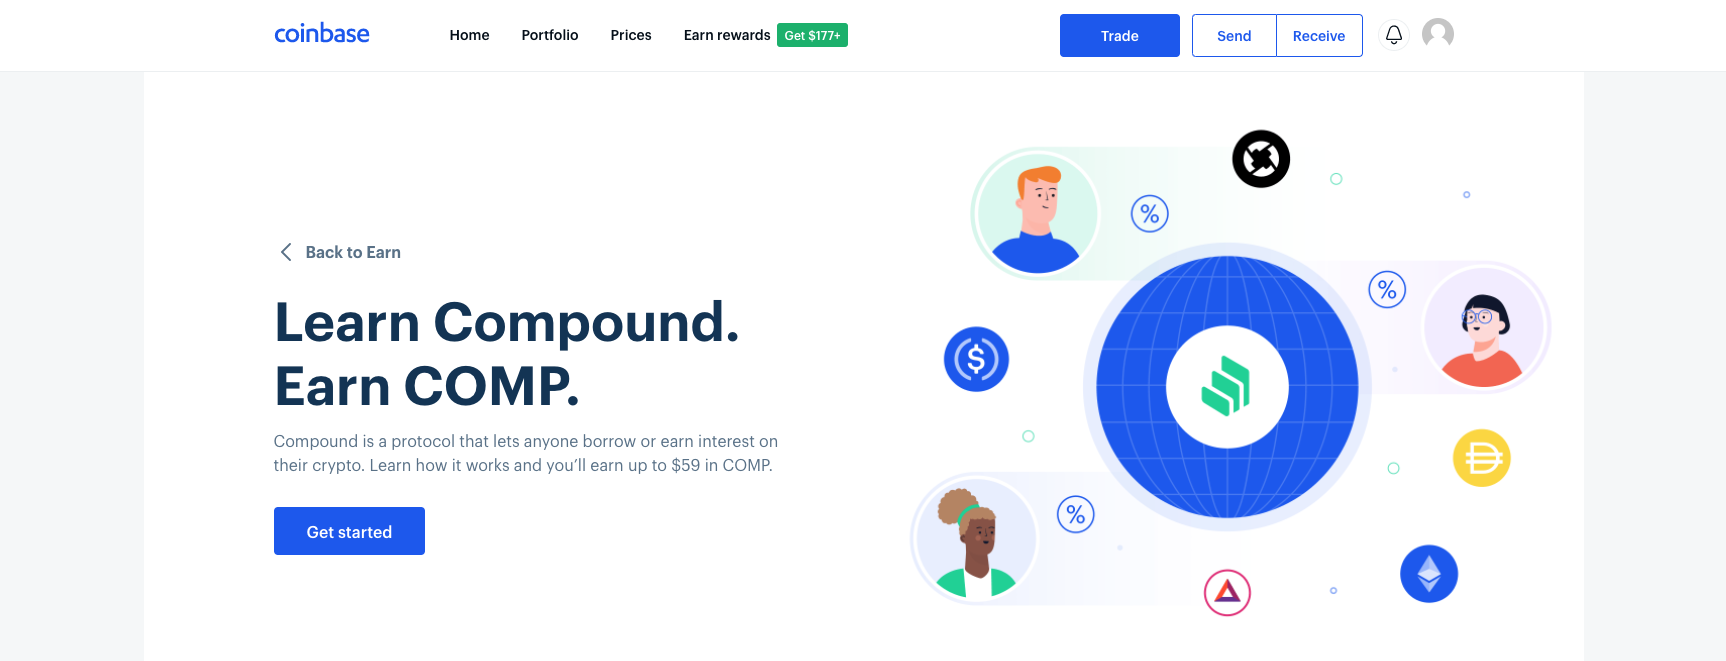 coinbase
Home
Portfolio
Prices
Earn rewards
Get $177+
Trade
Send
Receive
Back to Earn
Learn Compound.
Earn COMP.
Compound is a protocol that lets anyone borrow or earn interest on
their crypto. Learn how it works and you’ll earn up to $59 in COMP.
Get started
%
%
$
%